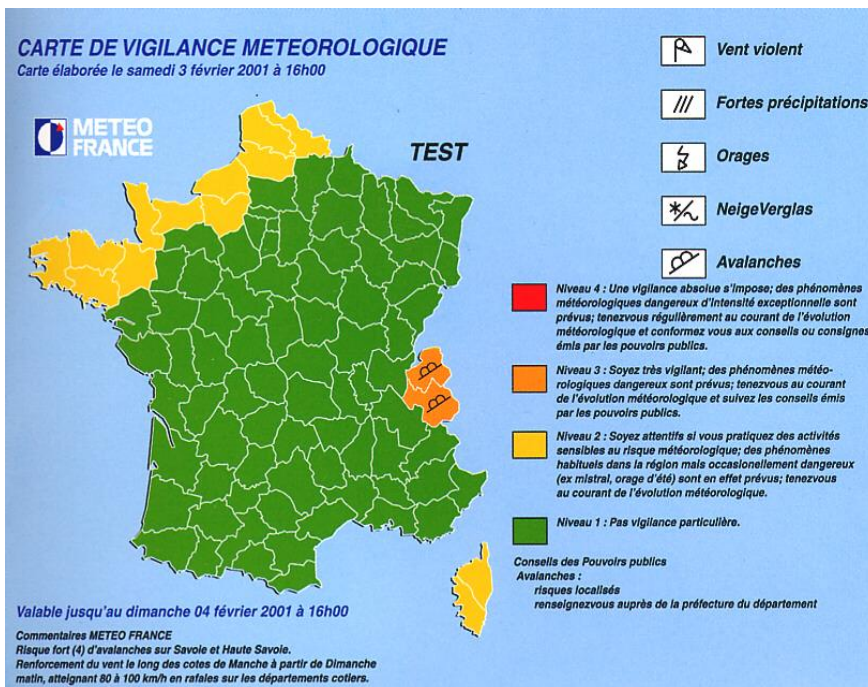 CARTE DE VIGILANCE METEOROLOGIQUE
Carte élaborée le samedi 3 février 2001 à 16h00
METEO
FRANCE
TEST
Vent violent
Fortes précipitations
Orages
NeigeVerglas
Avalanches
Niveau 4 : Une vigilance absolue s'impose; des phénomènes
météorologiques dangereux d'intensité exceptionnelle sont
prévus; tenezvous régulièrement au courant de l'évolution
météorologique et conformez vous aux conseils ou consignes
émis par les pouvoirs publics.
Niveau 3 : Soyez très vigilant; des phénomènes météo-
rologiques dangereux sont prévus; tenezvous au courant
de l'évolution météorologique et suivez les conseils émis
par les pouvoirs publics.
Niveau 2 : Soyez attentifs si vous pratiquez des activités
sensibles au risque météorologique; des phénomènes
habituels dans la région mais occasionellement dangereux
(ex mistral, orage d'été) sont en effet prévus; tenezvous
au courant de l'évolution météorologique.
Niveau 1 : Pas vigilance particulière.
Conseils des Pouvoirs publics
Avalanches :
risques localisés
renseignezvous auprès de la préfecture du département
Valable jusqu'au dimanche 04 février 2001 à 16h00
Commentaires METEO FRANCE
Risque fort (4) d'avalanches sur Savoie et Haute Savoie.
Renforcement du vent le long des cotes de Manche à partir de Dimanche
matin, atteignant 80 à 100 km/h en rafales sur les départements cotiers.